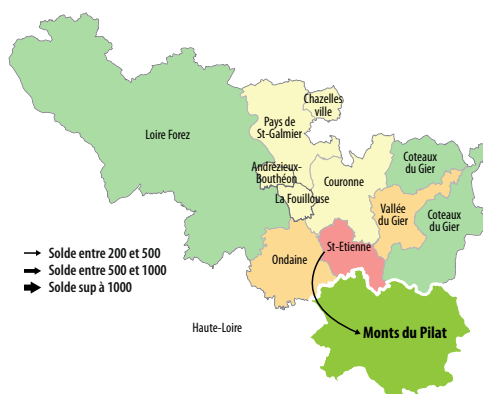 Chazelles
ville
Pays de
St-Galmier
Loire Forez
Coteaux
du Gier
Andrézieux-
Bouthéon
Couronne
La Fouillouse
Vallée
du Gier
Coteaux
du Gier
St-Etienne
Ondaine
Solde entre 200 et 500
Solde entre 500 et 1000
Solde sup à 1000
Haute-Loire
Monts du Pilat